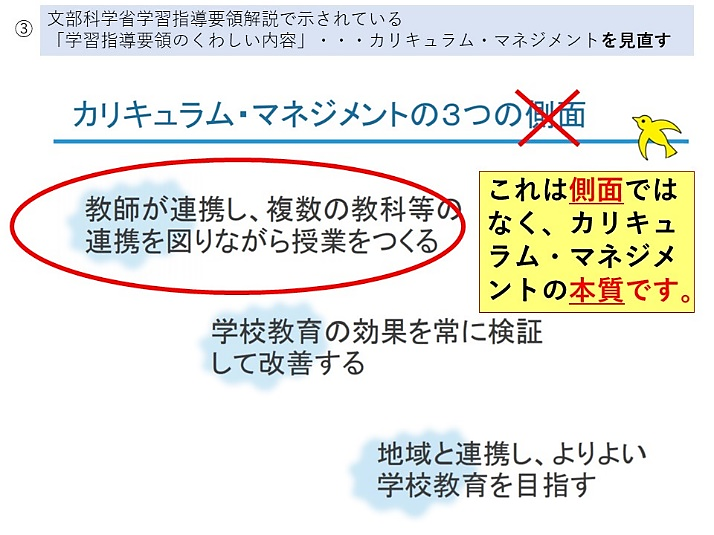 ③
文部科学省学習指導要領解説で示されている
「学習指導要領のくわしい内容」・・・カリキュラム・マネジメントを見直す
カリキュラム・マネジメントの３つの側面
教師が連携し、複数の教科等の
連携を図りながら授業をつくる
これは側面では
なく、カリキュ
ラム・マネジメ
ントの本質です。
学校教育の効果を常に検証
して改善する
地域と連携し、よりよい
学校教育を目指す